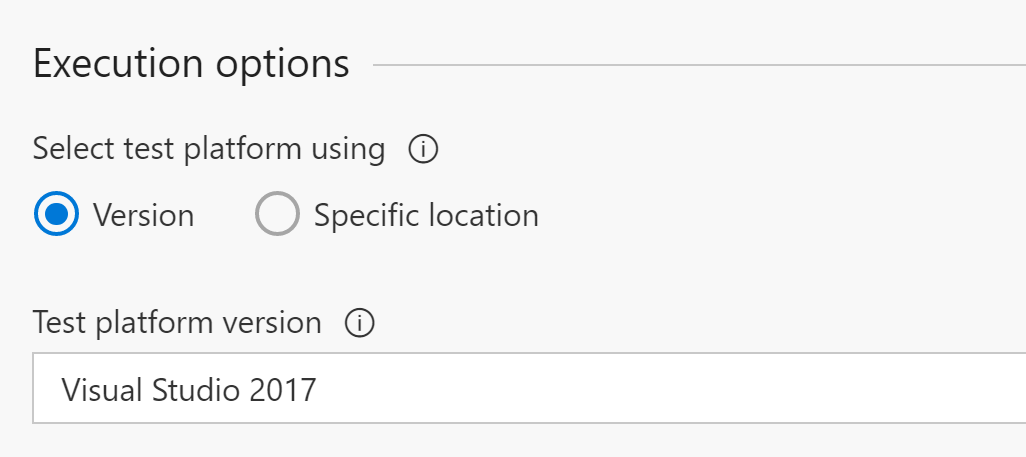 Execution options
Select test platform using
Version Specific location
Test platform version
Visual Studio 2017